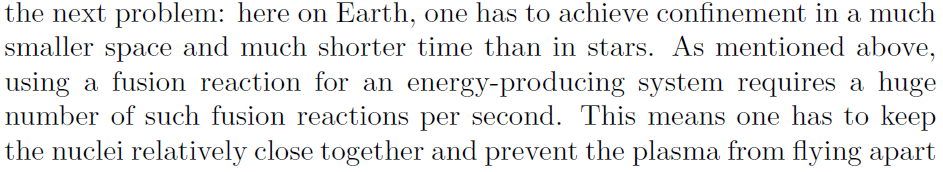 the next problem: here on Earth, one has to achieve confinement in a much
smaller space and much shorter time than in stars. As mentioned above,
using a fusion reaction for an energy-producing system requires a huge
number of such fusion reactions per second. This means one has to keep
the nuclei relatively close together and prevent the plasma from flying apart